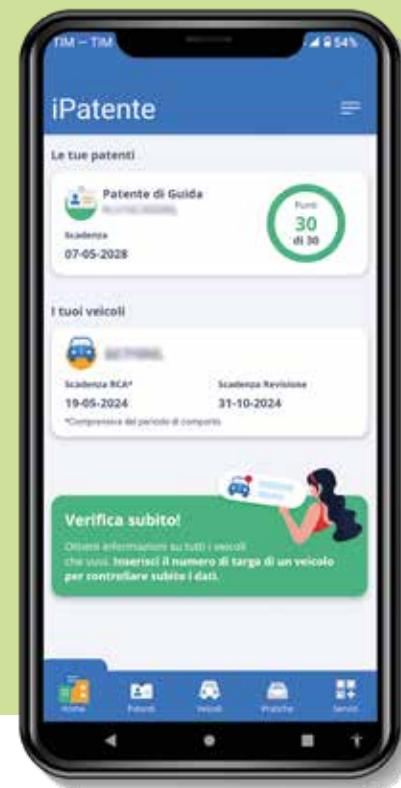 TIM – TIM 54%
iPatente
Le tue patenti
Patente di Guida
Punti
30
di 30
Scadenza
07-05-2028
I tuoi veicoli
Scadenza RCA* Scadenza Revisione
19-05-2024 31-10-2024
*Comprensiva del periodo di comporto
Verifica subito!
Ottieni informazioni su tutti i veicoli
che vuoi. Inserisci il numero di targa di un veicolo
per controllare subito i dati.
Home Patenti Veicoli Pratiche Servizi